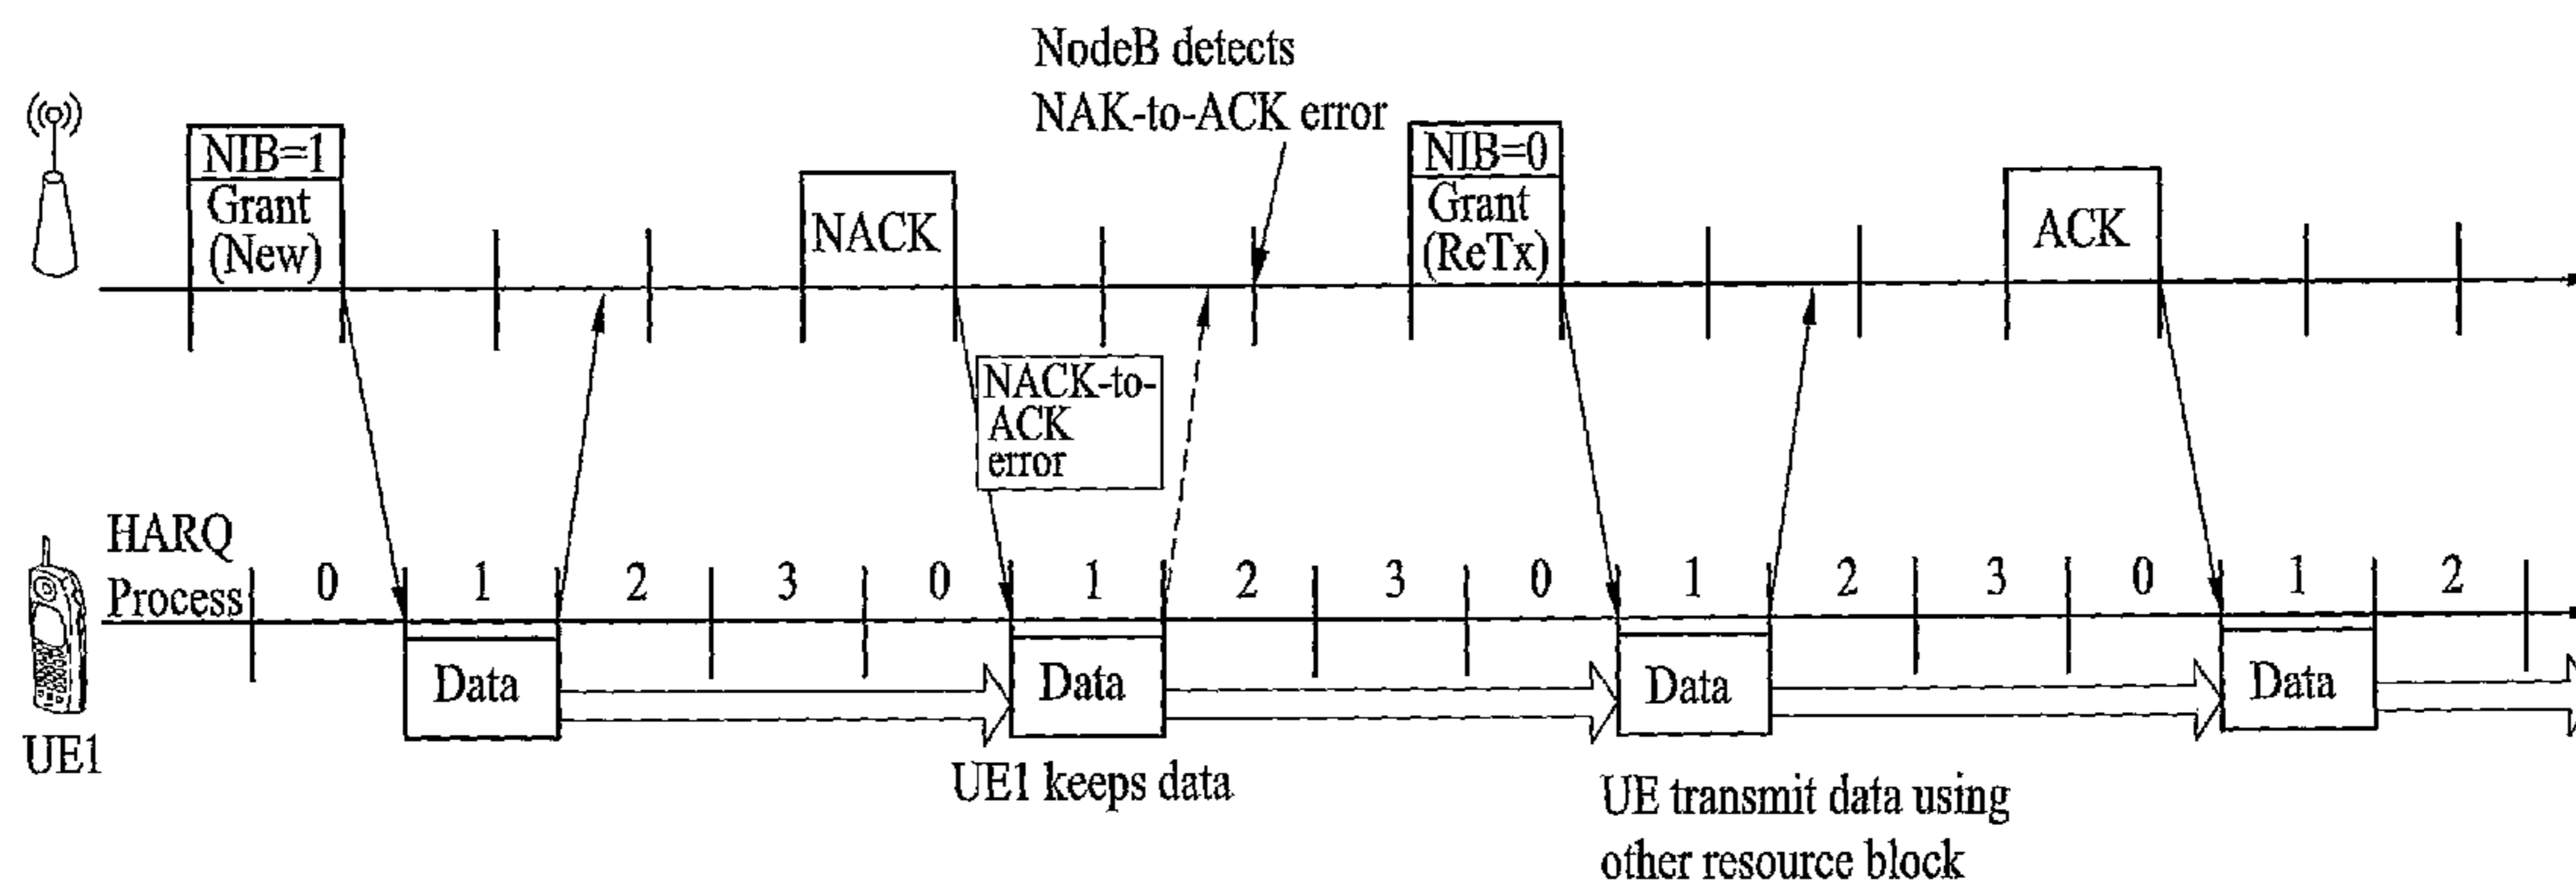 NodeB detects
NAK-to-ACK error
NIB=1
Grant
(New)
NACK
NIB=0
Grant
(ReTx)
ACK
NACK-to-
ACK
error
HARQ
Process
0 1 2 3 0 1 2 3 0 1 2 3 0 1 2
Data Data Data Data
UE1
UE1 keeps data
UE transmit data using
other resource block